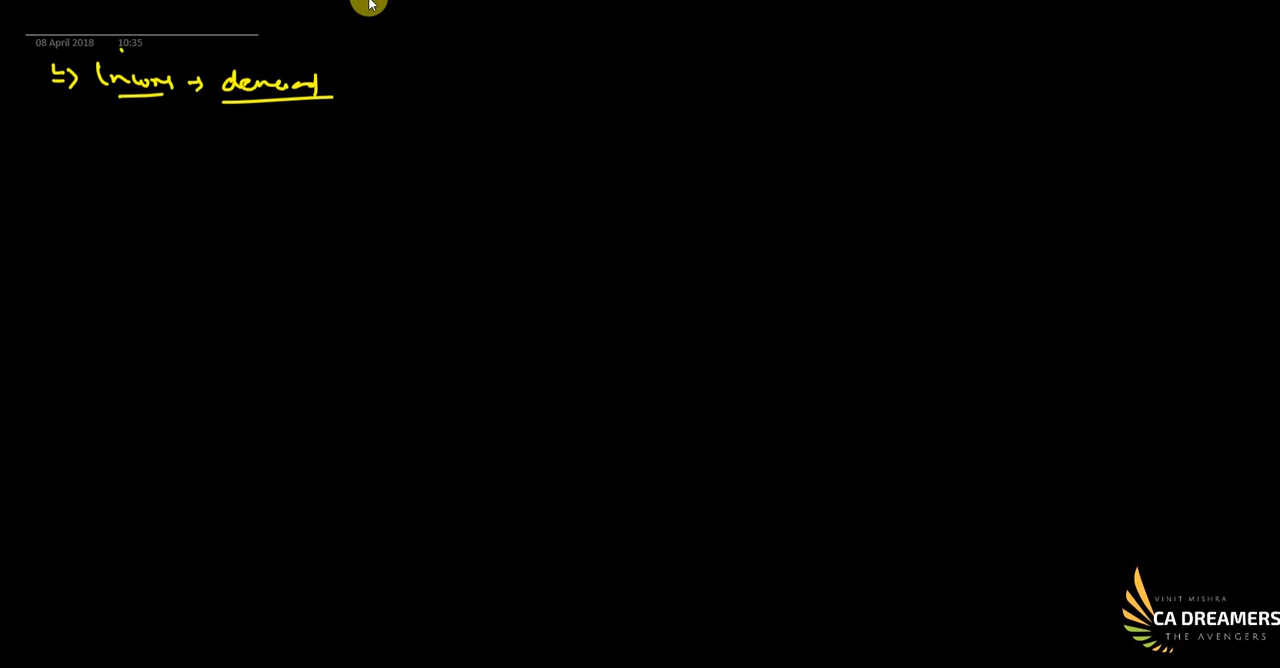 08 April 2018 10:35
↳ Income → demand
VINIT MISHRA
CA DREAMERS
THE AVENGERS